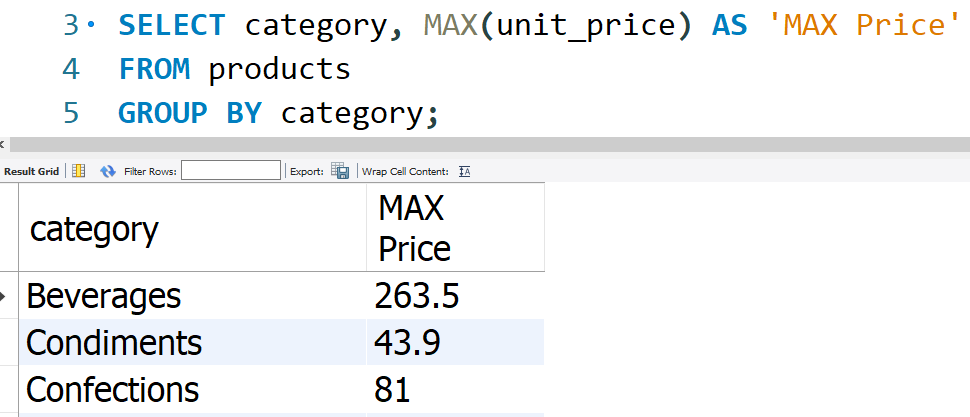 3 SELECT category, MAX(unit_price) AS 'MAX Price'
4 FROM products
5 GROUP BY category;
Result Grid Filter Rows: Export: Wrap Cell Content:
category MAX
Price
Beverages 263.5
Condiments 43.9
Confections 81